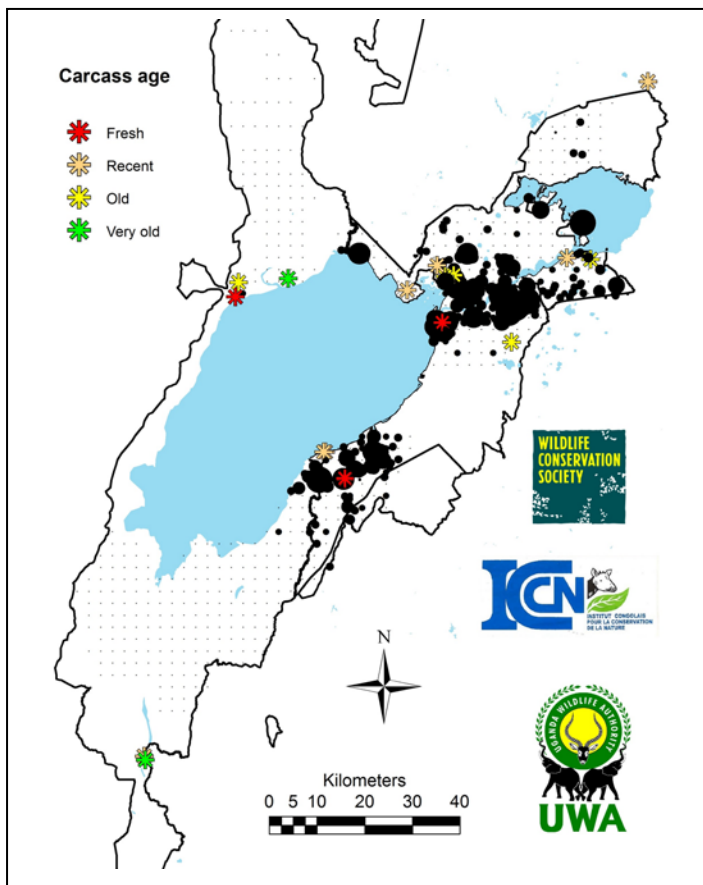 Carcass age
Fresh
Recent
Old
Very old
WILDLIFE
CONSERVATION
SOCIETY
ICCN
INSTITUT CONGOLAIS
POUR LA CONSERVATION
DE LA NATURE
N
UGANDA WILDLIFE AUTHORITY
UWA
Kilometers
0 5 10 20 30 40